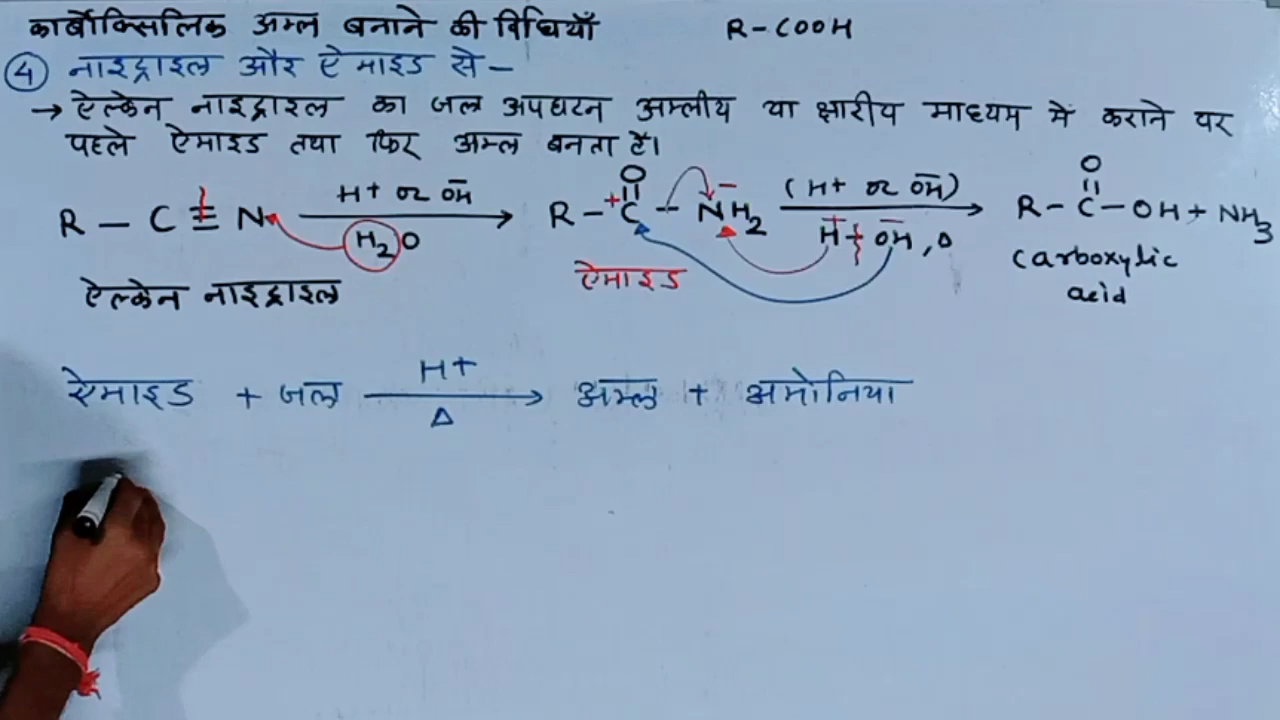 कार्बोक्सिलिक अम्ल बनाने की विधियाँ R-COOH
④ नाइट्राइल और ऐमाइड से –
→ ऐल्केन नाइट्राइल का जल अपघटन अम्लीय या क्षारीय माध्यम में कराने पर
पहले ऐमाइड तथा फिर अम्ल बनता है।
R – C ≡ N H+ or OH⁻ H₂O R – C(+)(=O) – NH₂ – (H+ or OH⁻) H⁺ OH⁻, Δ R – C(=O) – OH + NH₃
ऐल्केन नाइट्राइल ऐमाइड carboxylic
acid
ऐमाइड + जल H+ → Δ अम्ल + अमोनिया